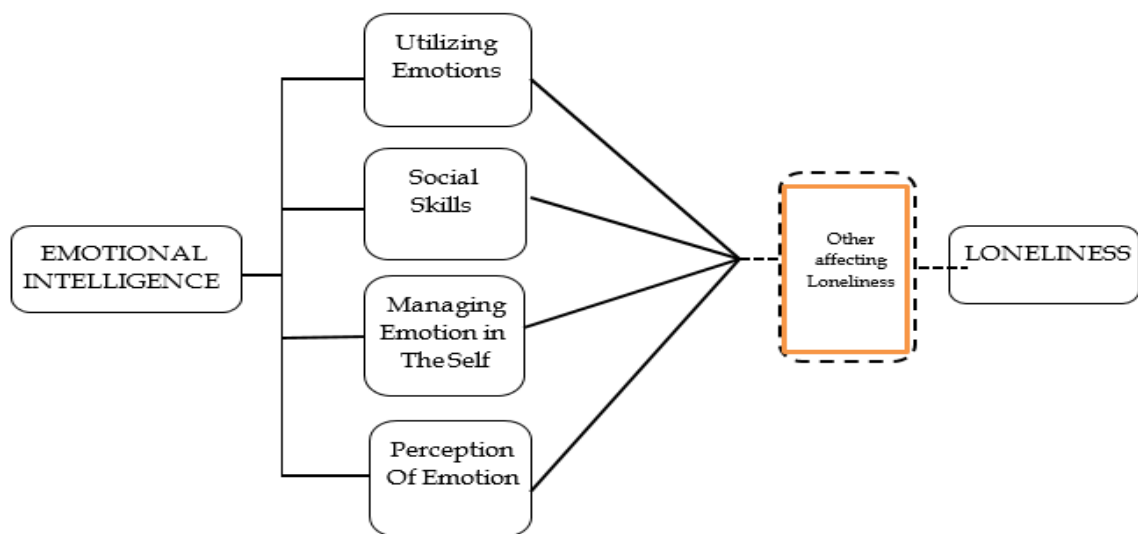 EMOTIONAL
INTELLIGENCE
Utilizing
Emotions
Social
Skills
Managing
Emotion in
The Self
Perception
Of Emotion
Other
affecting
Loneliness
LONELINESS